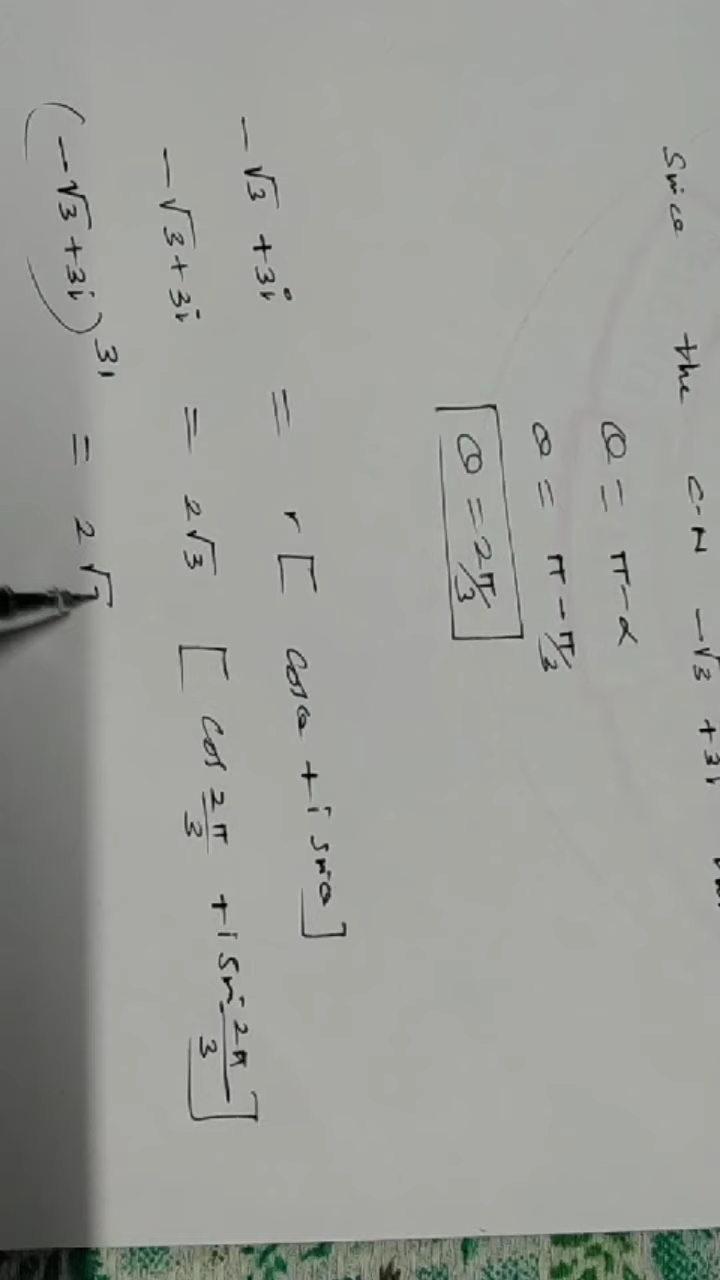 Since the C-N -√3 + 3i
θ = π - α
θ = π - π/3
θ = 2π/3
-√3 + 3i = r [ cos θ + i sin θ ]
-√3 + 3i = 2√3 [ cos 2π/3 + i sin 2π/3 ]
(-√3 + 3i)³¹ = 2√